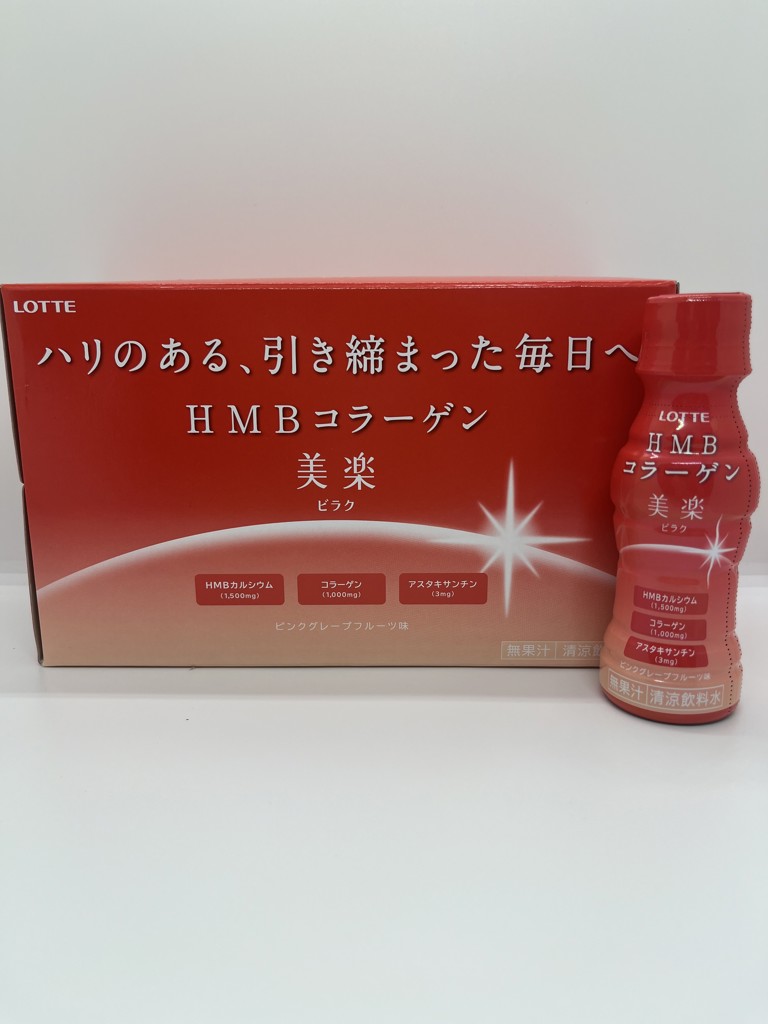 LOTTE
ハリのある、引き締まった毎日へ
HMBコラーゲン
美楽
ビラク
HMBカルシウム
(1,500mg)
コラーゲン
(1,000mg)
アスタキサンチン
(3mg)
ピンクグレープフルーツ味
無果汁 清涼飲
LOTTE
HMB
コラーゲン
美楽
ビラク
HMBカルシウム
(1,500mg)
コラーゲン
(1,000mg)
アスタキサンチン
(3mg)
ピンクグレープフルーツ味
無果汁 清涼飲料水